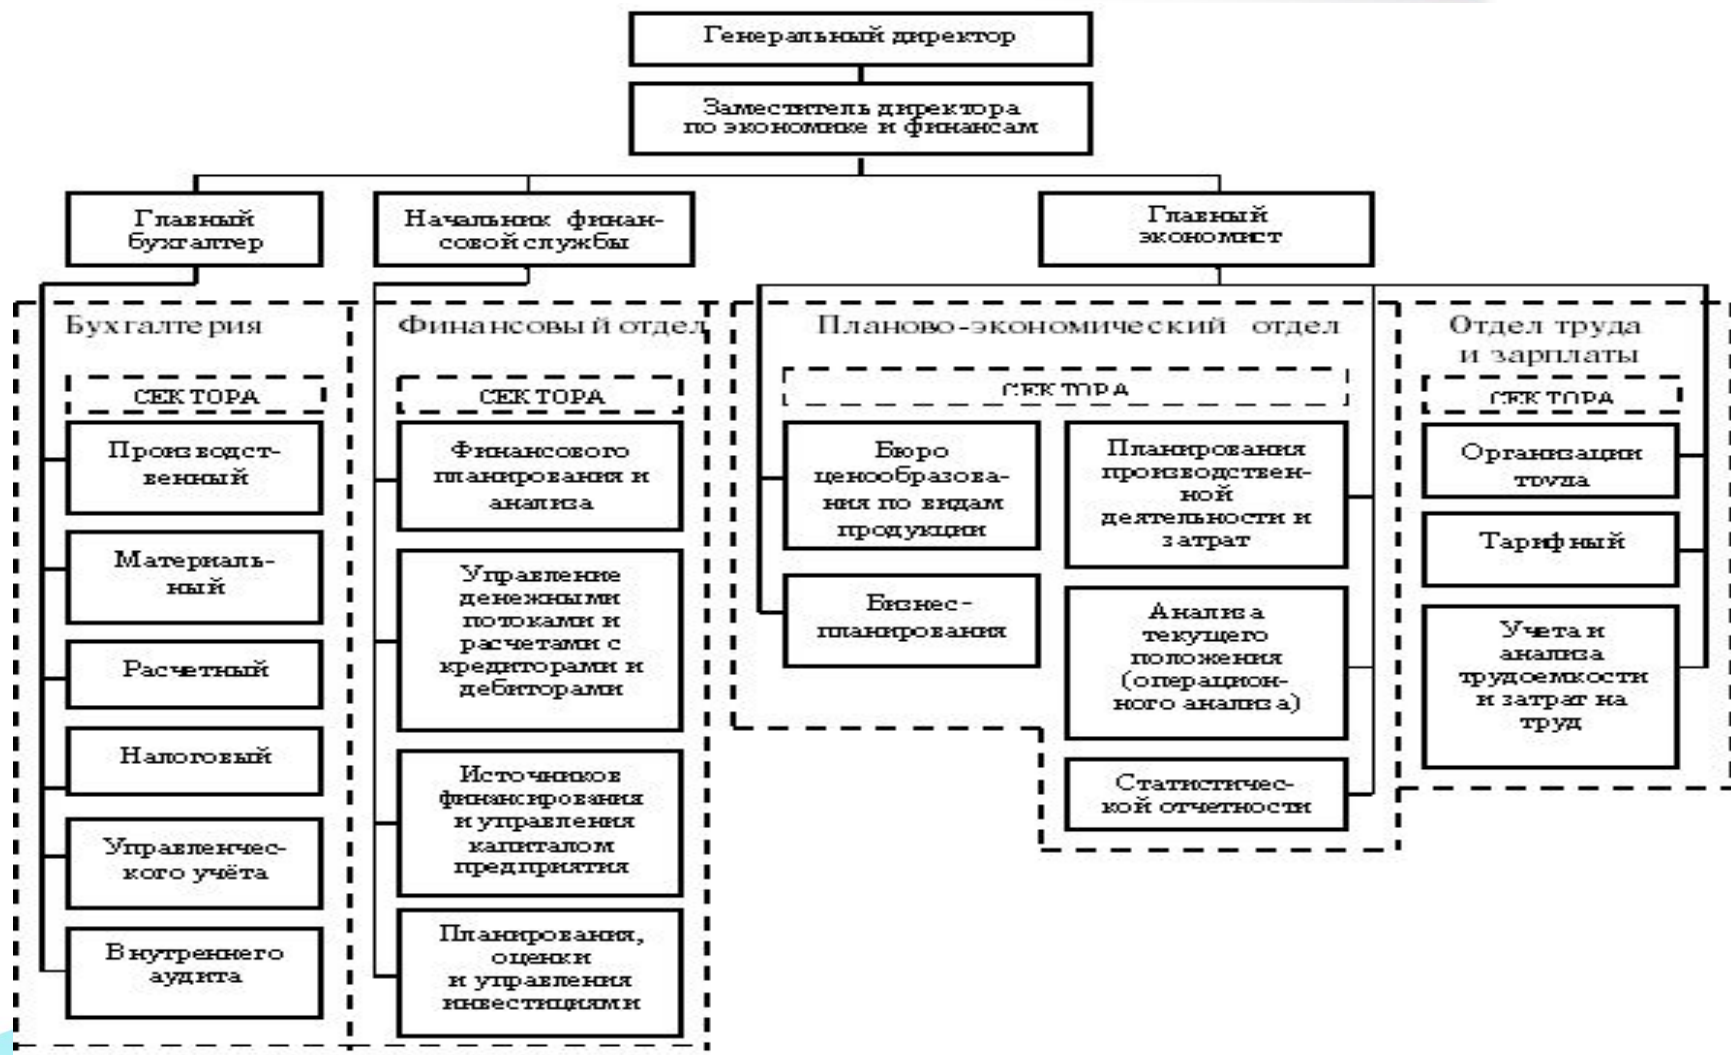 Генеральный директор
Заместитель директора
по экономике и финансам
Главный
бухгалтер
Начальник финан-
совой службы
Главный
экономист
Бухгалтерия
СЕКТОРА
Производст-
венный
Материаль-
ный
Расчетный
Налоговый
Управленчес-
кого учёта
Внутреннего
аудита
Финансовый отдел
СЕКТОРА
Финансового
планирования и
анализа
Управление
денежными
потоками и
расчетами с
кредиторами и
дебиторами
Источников
финансирования
и управления
капиталом
предприятия
Планирования,
оценки
и управления
инвестициями
Планово-экономический отдел
СЕКТОРА
Бюро
ценообразова-
ния по видам
продукции
Бизнес-
планирования
Планирования
производствен-
ной
деятельности и
затрат
Анализа
текущего
положения
(операцион-
ного анализа)
Статистичес-
кой отчетности
Отдел труда
и зарплаты
СЕКТОРА
Организации
труда
Тарифный
Учета и
анализа
трудоемкости
и затрат на
труд